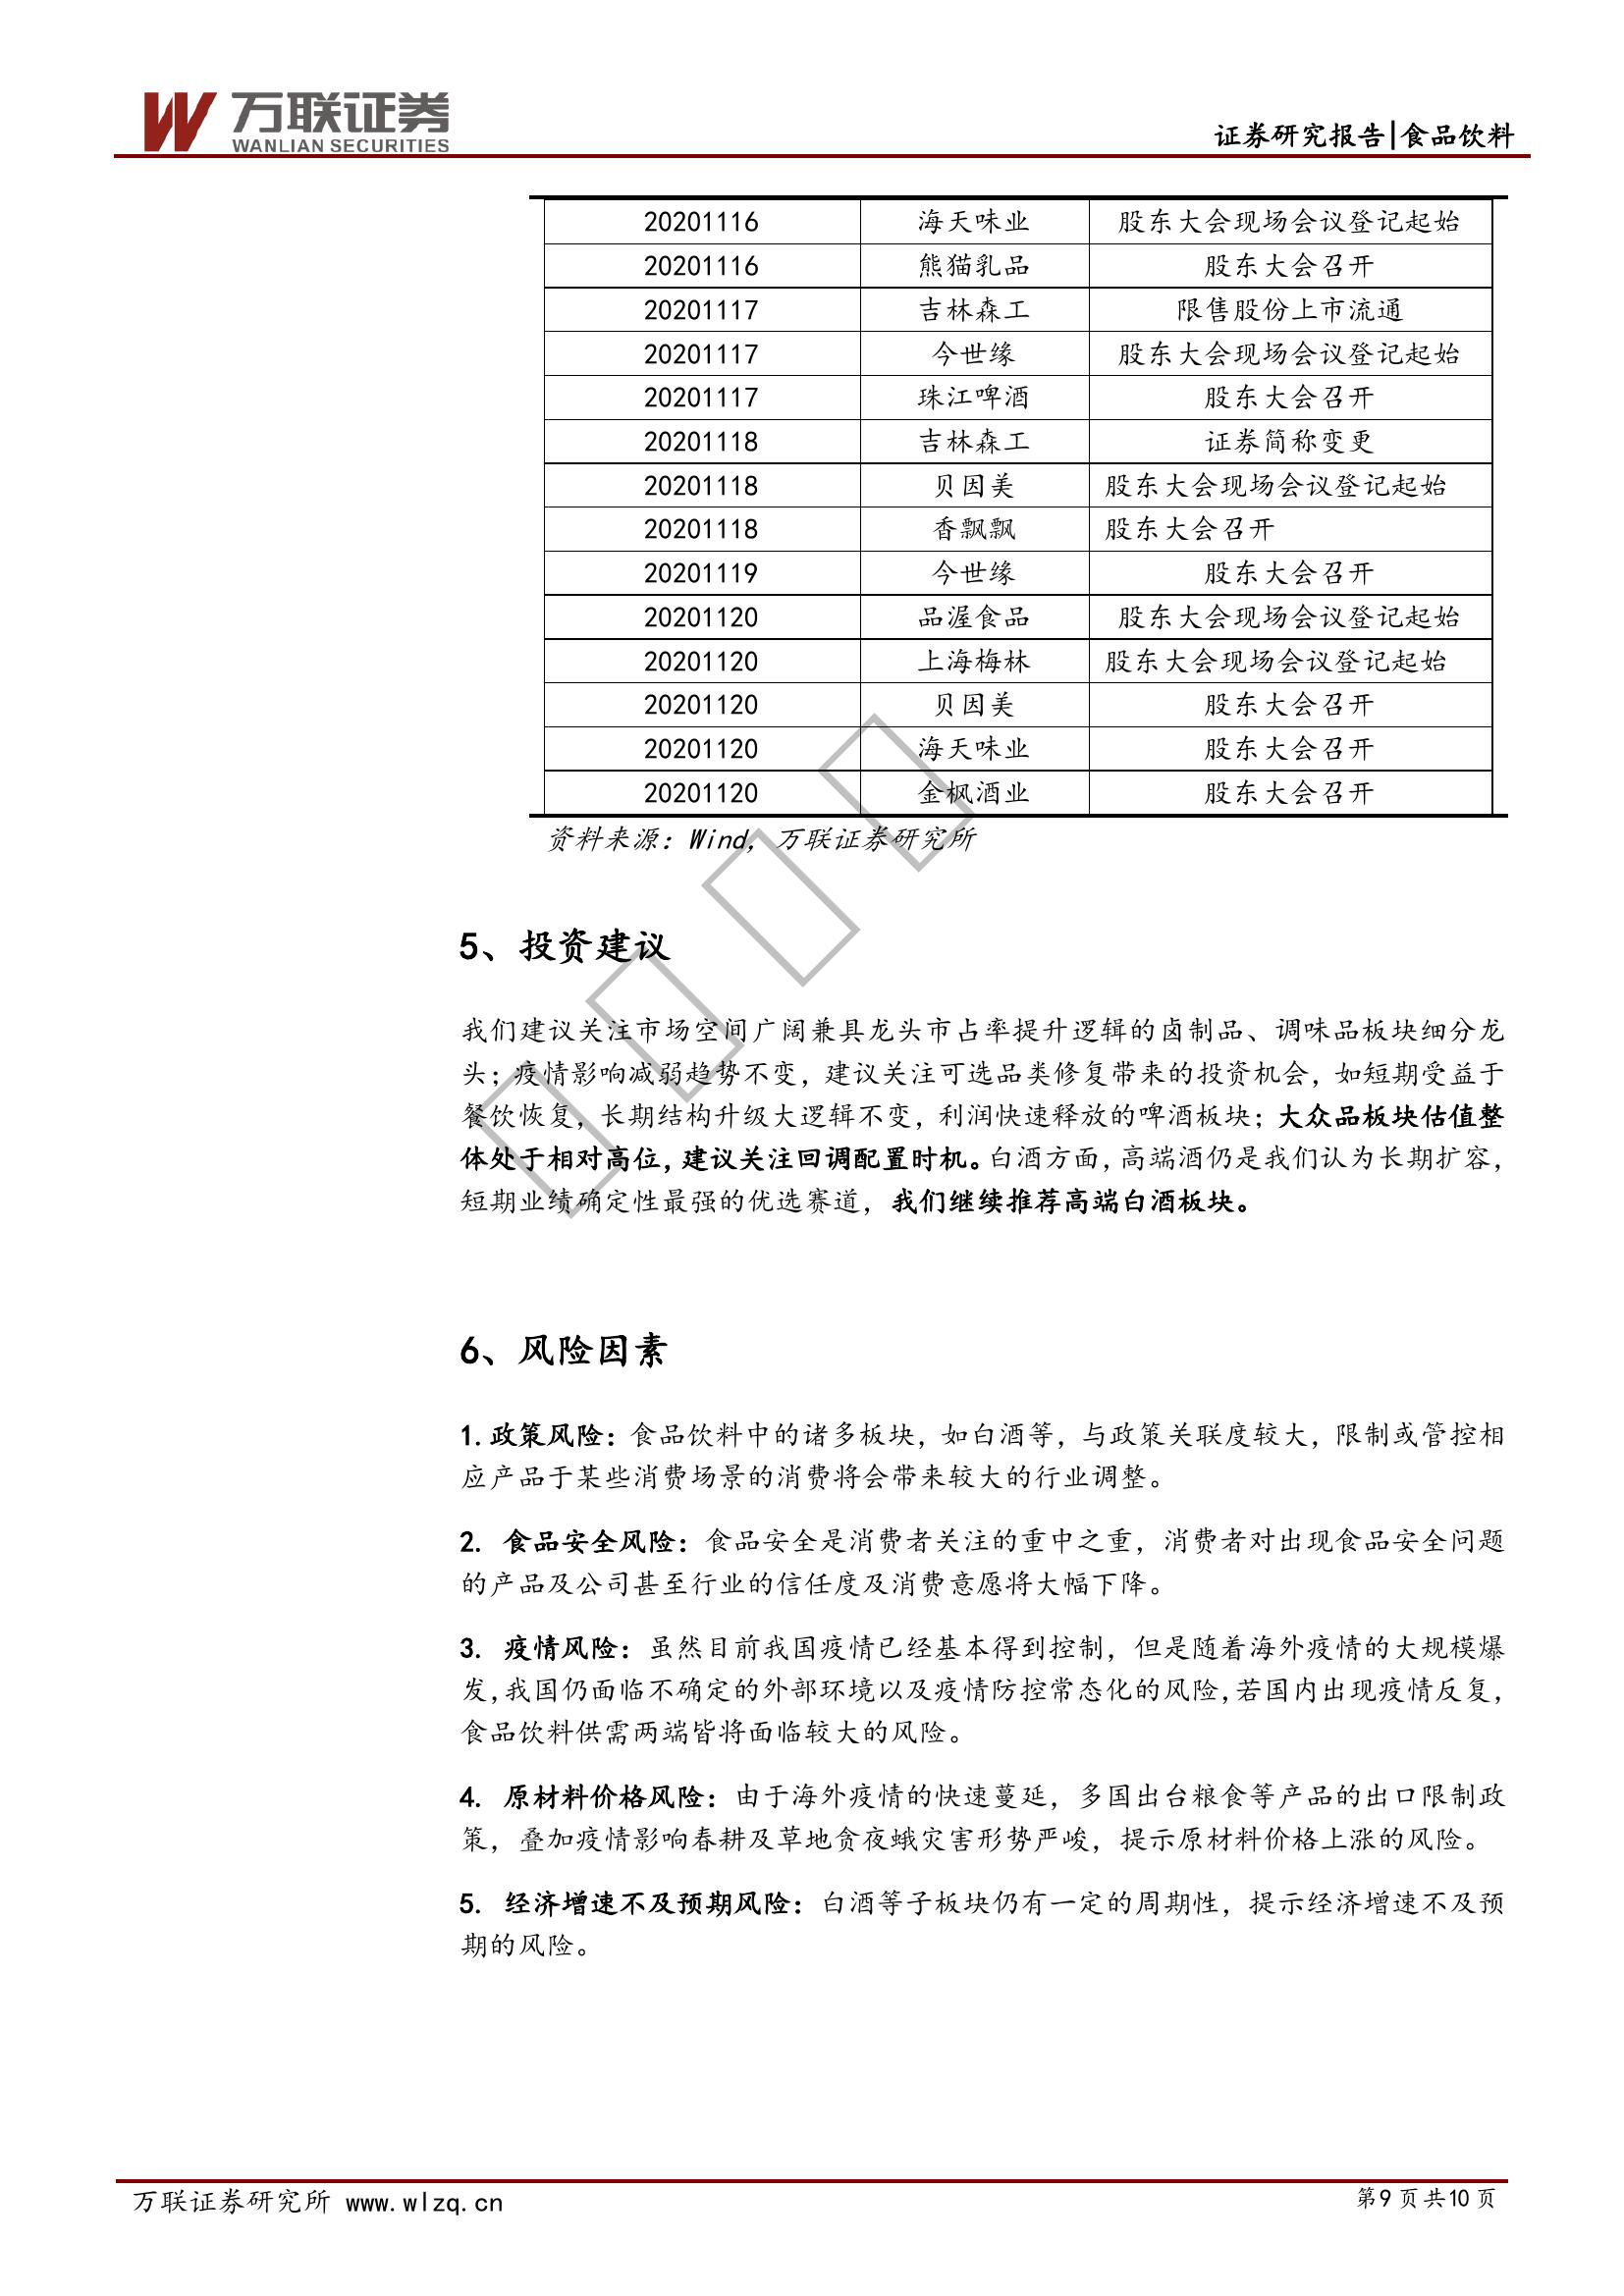 万联证券
WANLIAN SECURITIES
证券研究报告|食品饮料
20201116 海天味业 股东大会现场会议登记起始
20201116 熊猫乳品 股东大会召开
20201117 吉林森工 限售股份上市流通
20201117 今世缘 股东大会现场会议登记起始
20201117 珠江啤酒 股东大会召开
20201118 吉林森工 证券简称变更
20201118 贝因美 股东大会现场会议登记起始
20201118 香飘飘 股东大会召开
20201119 今世缘 股东大会召开
20201120 品渥食品 股东大会现场会议登记起始
20201120 上海梅林 股东大会现场会议登记起始
20201120 贝因美 股东大会召开
20201120 海天味业 股东大会召开
20201120 金枫酒业 股东大会召开
资料来源：Wind，万联证券研究所
5、投资建议
我们建议关注市场空间广阔兼具龙头市占率提升逻辑的卤制品、调味品板块细分龙
头；疫情影响减弱趋势不变，建议关注可选品类修复带来的投资机会，如短期受益于
餐饮恢复，长期结构升级大逻辑不变，利润快速释放的啤酒板块；大众品板块估值整
体处于相对高位，建议关注回调配置时机。白酒方面，高端酒仍是我们认为长期扩容，
短期业绩确定性最强的优选赛道，我们继续推荐高端白酒板块。
6、风险因素
1.政策风险：食品饮料中的诸多板块，如白酒等，与政策关联度较大，限制或管控相
应产品于某些消费场景的消费将会带来较大的行业调整。
2. 食品安全风险：食品安全是消费者关注的重中之重，消费者对出现食品安全问题
的产品及公司甚至行业的信任度及消费意愿将大幅下降。
3. 疫情风险：虽然目前我国疫情已经基本得到控制，但是随着海外疫情的大规模爆
发，我国仍面临不确定的外部环境以及疫情防控常态化的风险，若国内出现疫情反复，
食品饮料供需两端皆将面临较大的风险。
4. 原材料价格风险：由于海外疫情的快速蔓延，多国出台粮食等产品的出口限制政
策，叠加疫情影响春耕及草地贪夜蛾灾害形势严峻，提示原材料价格上涨的风险。
5. 经济增速不及预期风险：白酒等子板块仍有一定的周期性，提示经济增速不及预
期的风险。
万联证券研究所 www.wlzq.cn 第9页共10页